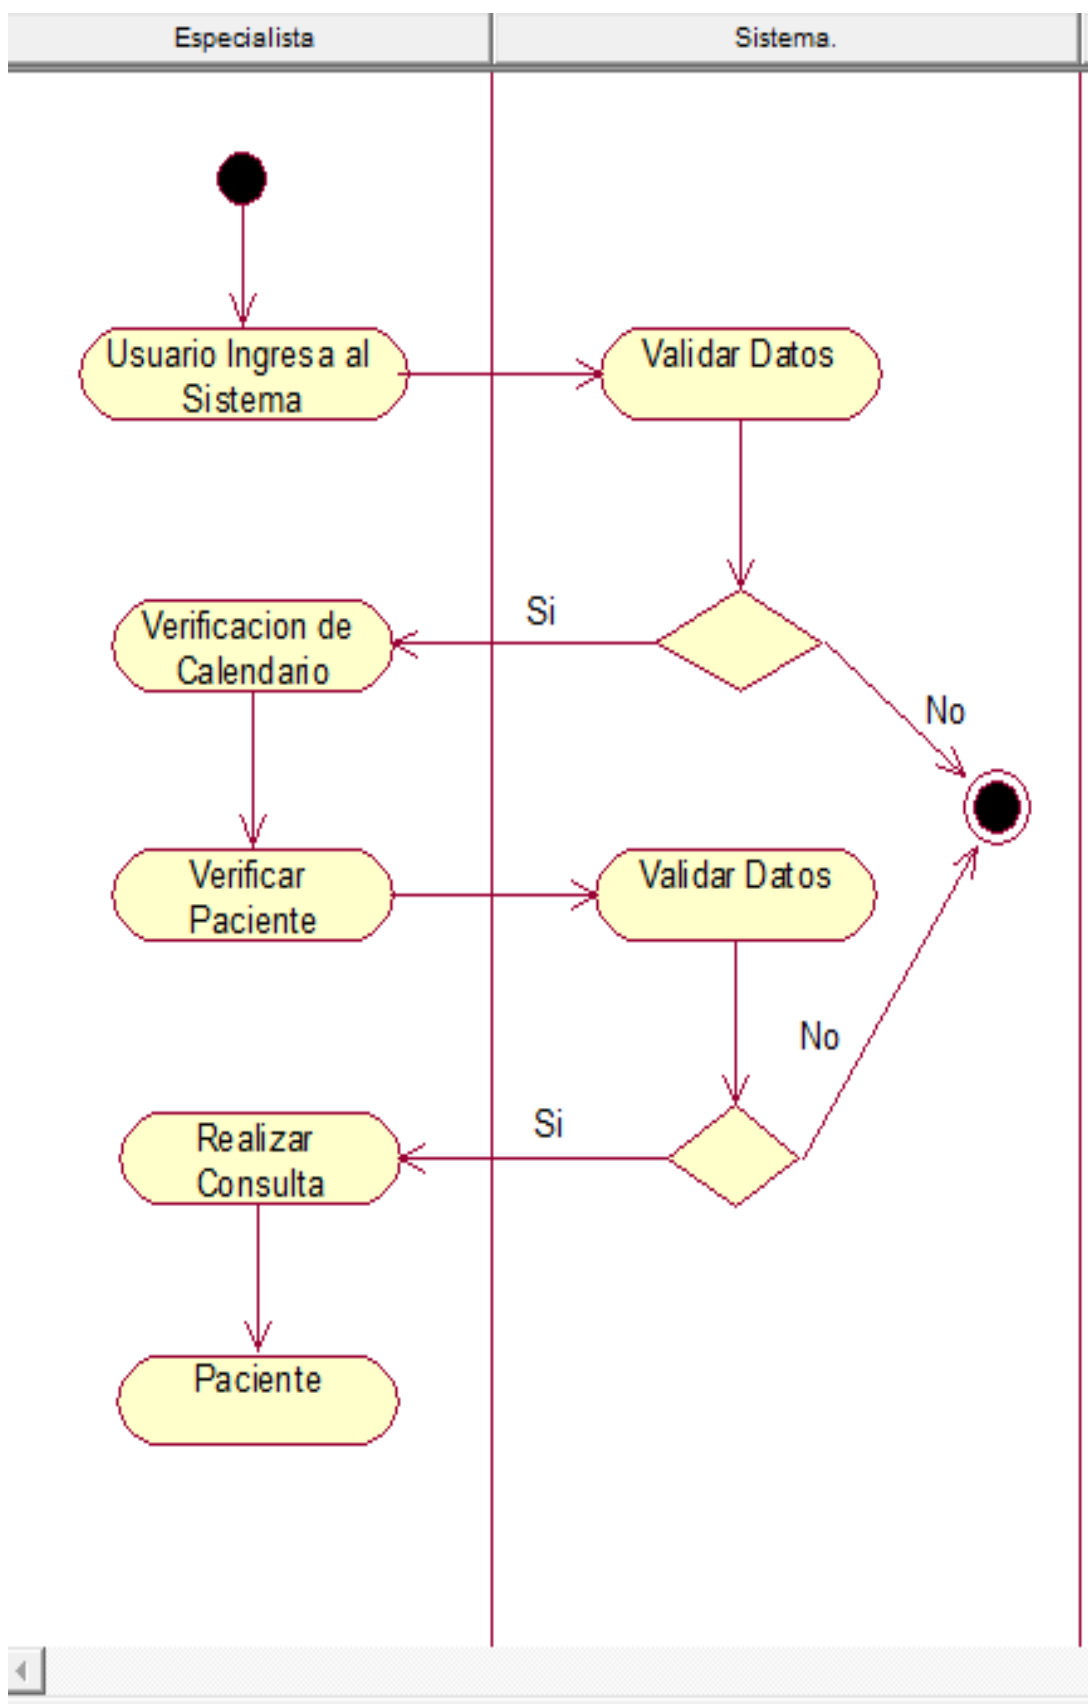 Especialista
Sistema.
Usuario Ingresa al
Sistema
Validar Datos
Si
Verificacion de
Calendario
No
Verificar
Paciente
Validar Datos
No
Si
Realizar
Consulta
Paciente